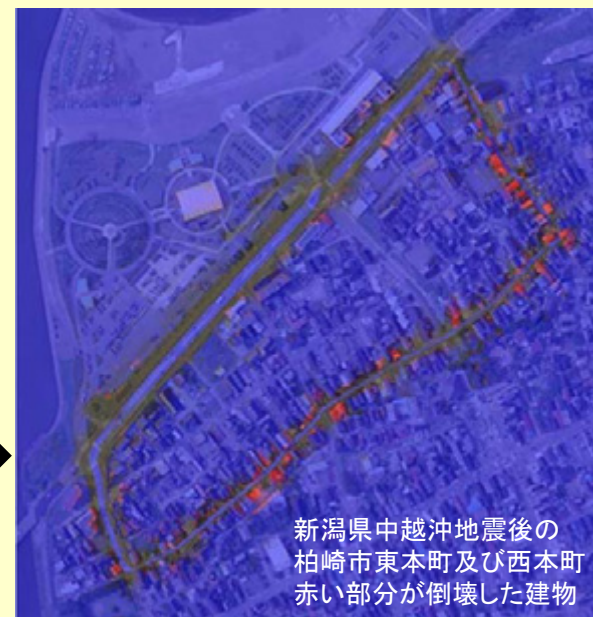 新潟県中越沖地震後の
柏崎市東本町及び西本町
赤い部分が倒壊した建物